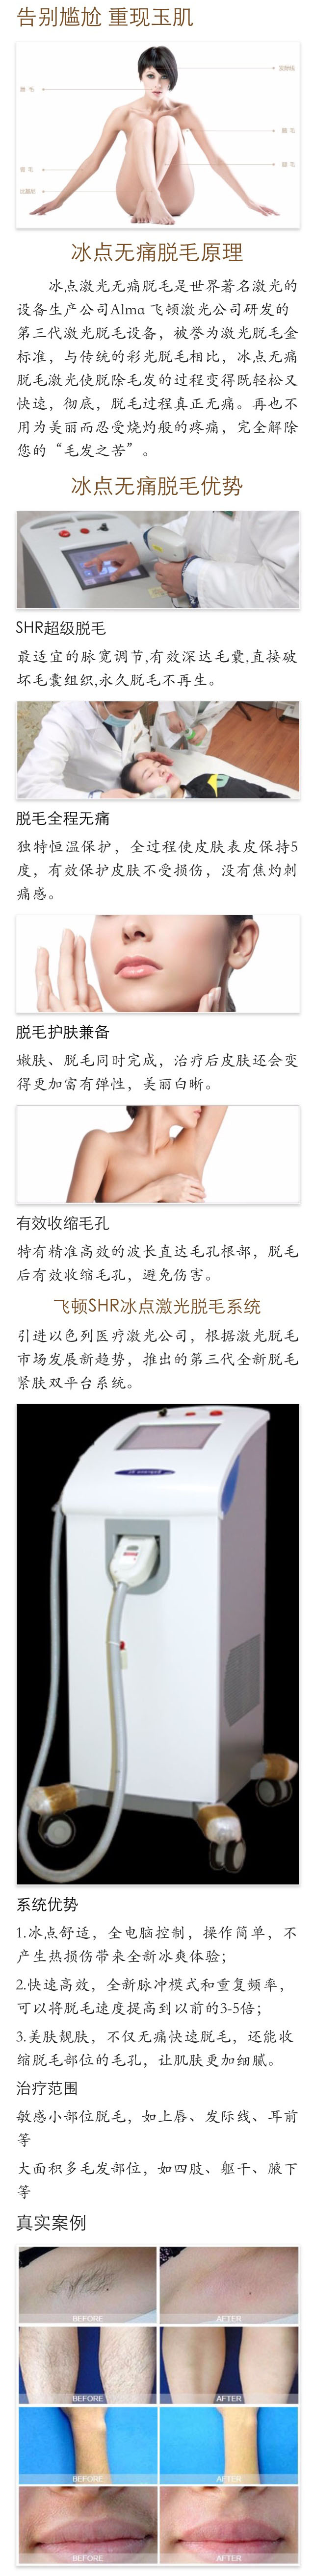 告别尴尬 重现玉肌
腋毛
冰点无痛脱毛原理
冰点激光无痛脱毛是世界著名激光的
设备生产公司Alma 飞顿激光公司研发的
第三代激光脱毛设备，被誉为激光脱毛金
标准，与传统的彩光脱毛相比，冰点无痛
脱毛激光使脱除毛发的过程变得既轻松又
快速，彻底，脱毛过程真正无痛。再也不
用为美丽而忍受烧灼般的疼痛，完全解除
您的“毛发之苦”。
冰点无痛脱毛优势
SHR超级脱毛
最适宜的脉宽调节,有效深达毛囊,直接破
坏毛囊组织,永久脱毛不再生。
脱毛全程无痛
独特恒温保护，全过程使皮肤表皮保持5
度，有效保护皮肤不受损伤，没有焦灼刺
痛感。
脱毛护肤兼备
嫩肤、脱毛同时完成，治疗后皮肤还会变
得更加富有弹性，美丽白晰。
有效收缩毛孔
特有精准高效的波长直达毛孔根部，脱毛
后有效收缩毛孔，避免伤害。
飞顿SHR冰点激光脱毛系统
引进以色列医疗激光公司，根据激光脱毛
市场发展新趋势，推出的第三代全新脱毛
紧肤双平台系统。
系统优势
1.冰点舒适，全电脑控制，操作简单，不
产生热损伤带来全新冰爽体验；
2.快速高效，全新脉冲模式和重复频率，
可以将脱毛速度提高到以前的3-5倍；
3.美肤靓肤，不仅无痛快速脱毛，还能收
缩脱毛部位的毛孔，让肌肤更加细腻。
治疗范围
敏感小部位脱毛，如上唇、发际线、耳前
等
大面积多毛发部位，如四肢、躯干、腋下
等
真实案例
BEFORE AFTER
BEFORE AFTER
BEFORE AFTER
BEFORE AFTER